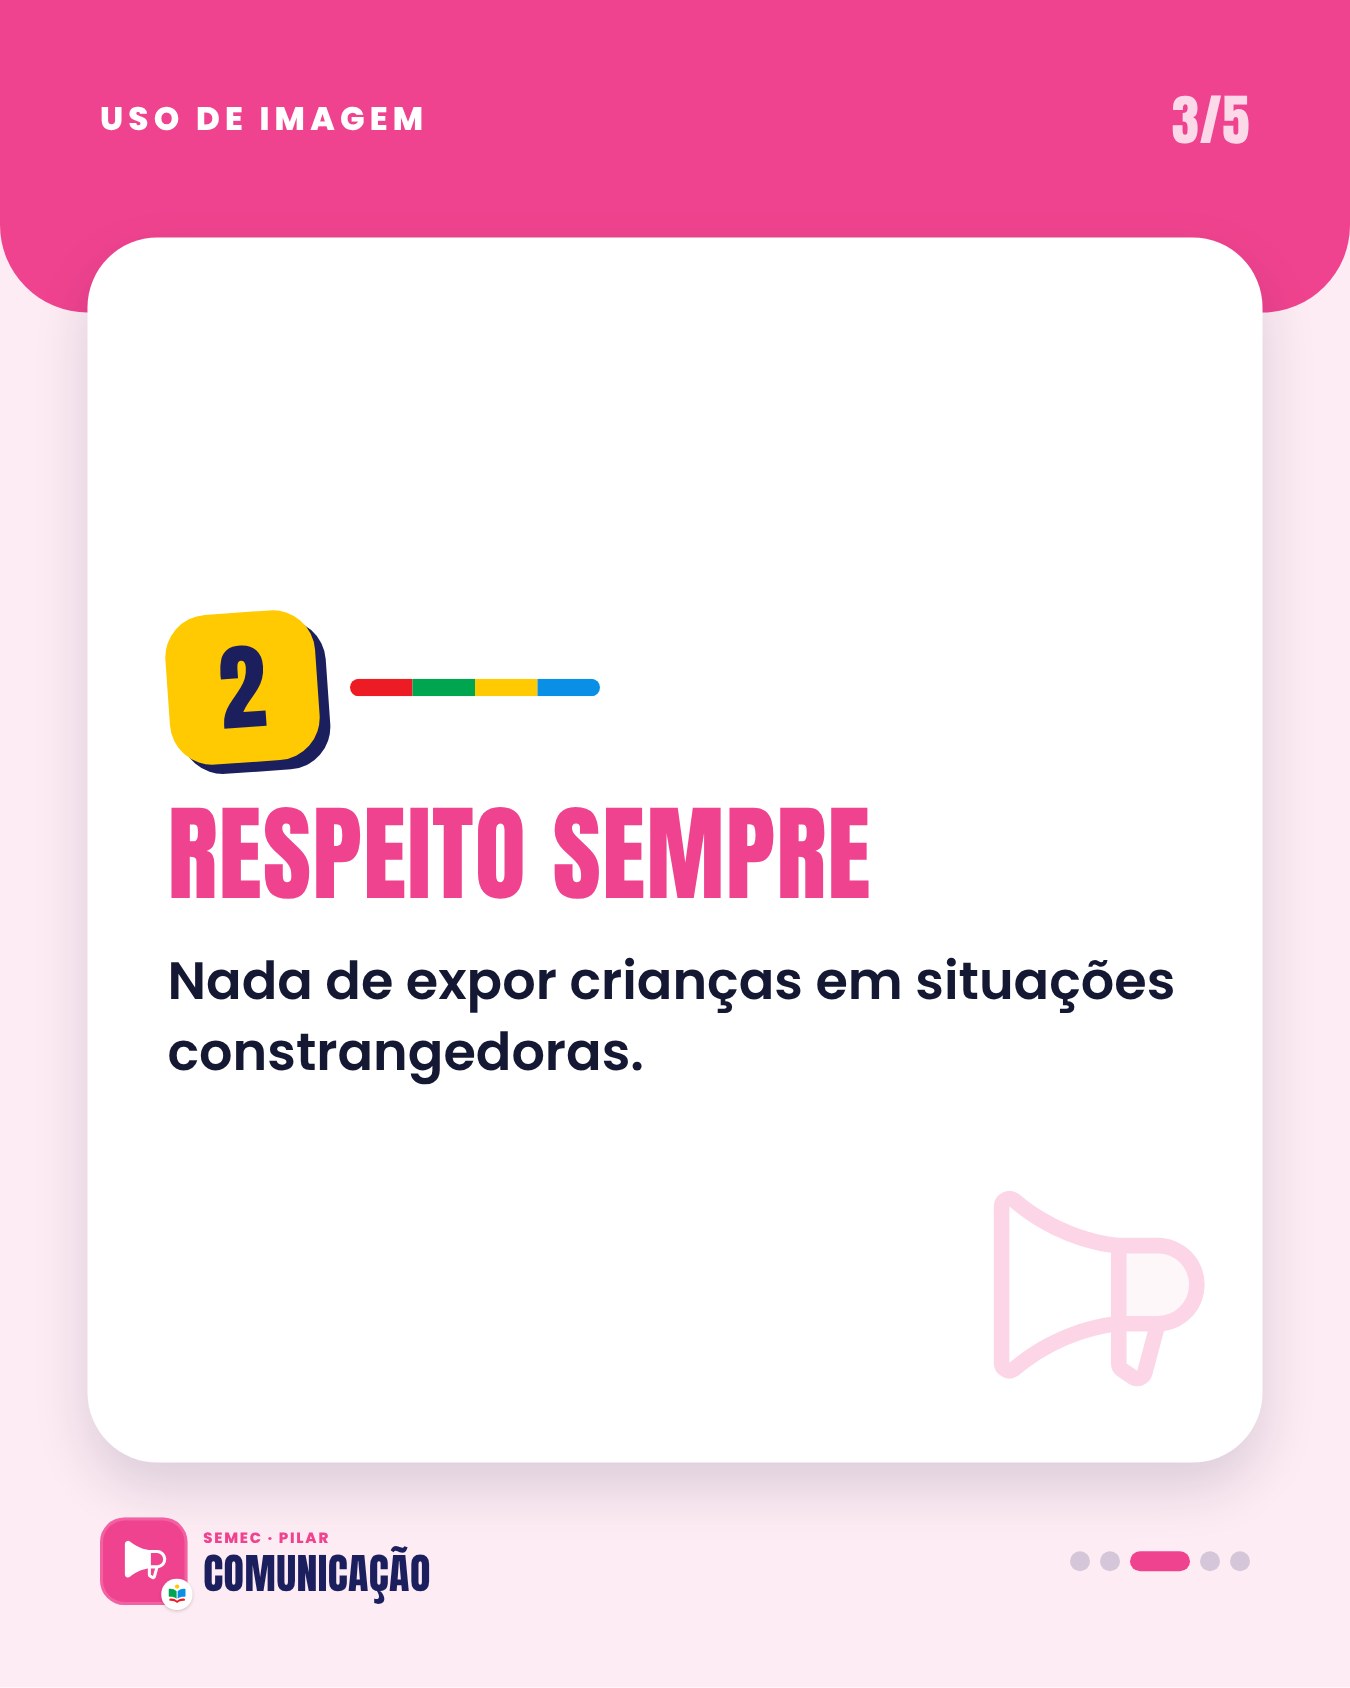 USO DE IMAGEM
3/5
2
RESPEITO SEMPRE
Nada de expor crianças em situações
constrangedoras.
SEMEC · PILAR
COMUNICAÇÃO